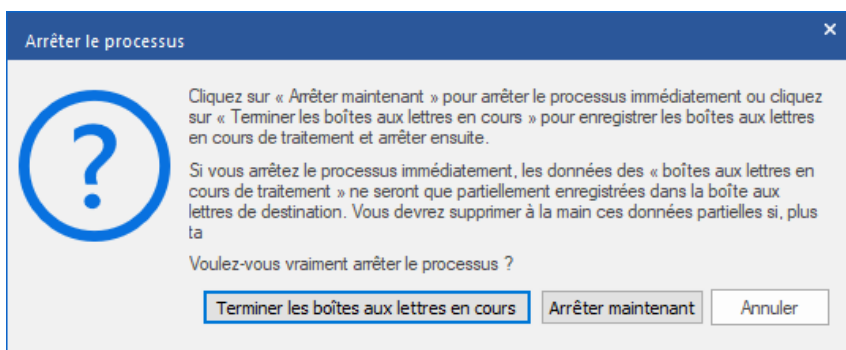 Arrêter le processus
Cliquez sur « Arrêter maintenant » pour arrêter le processus immédiatement ou cliquez
sur « Terminer les boîtes aux lettres en cours » pour enregistrer les boîtes aux lettres
en cours de traitement et arrêter ensuite.
Si vous arrêtez le processus immédiatement, les données des « boîtes aux lettres en
cours de traitement » ne seront que partiellement enregistrées dans la boîte aux
lettres de destination. Vous devrez supprimer à la main ces données partielles si, plus
ta
Voulez-vous vraiment arrêter le processus ?
Terminer les boîtes aux lettres en cours Arrêter maintenant Annuler